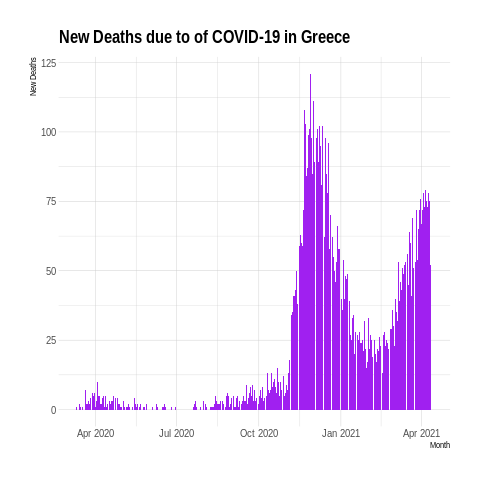 New Deaths due to of COVID-19 in Greece
New Deaths
125
100
75
50
25
0
Apr 2020 Jul 2020 Oct 2020 Jan 2021 Apr 2021
Month